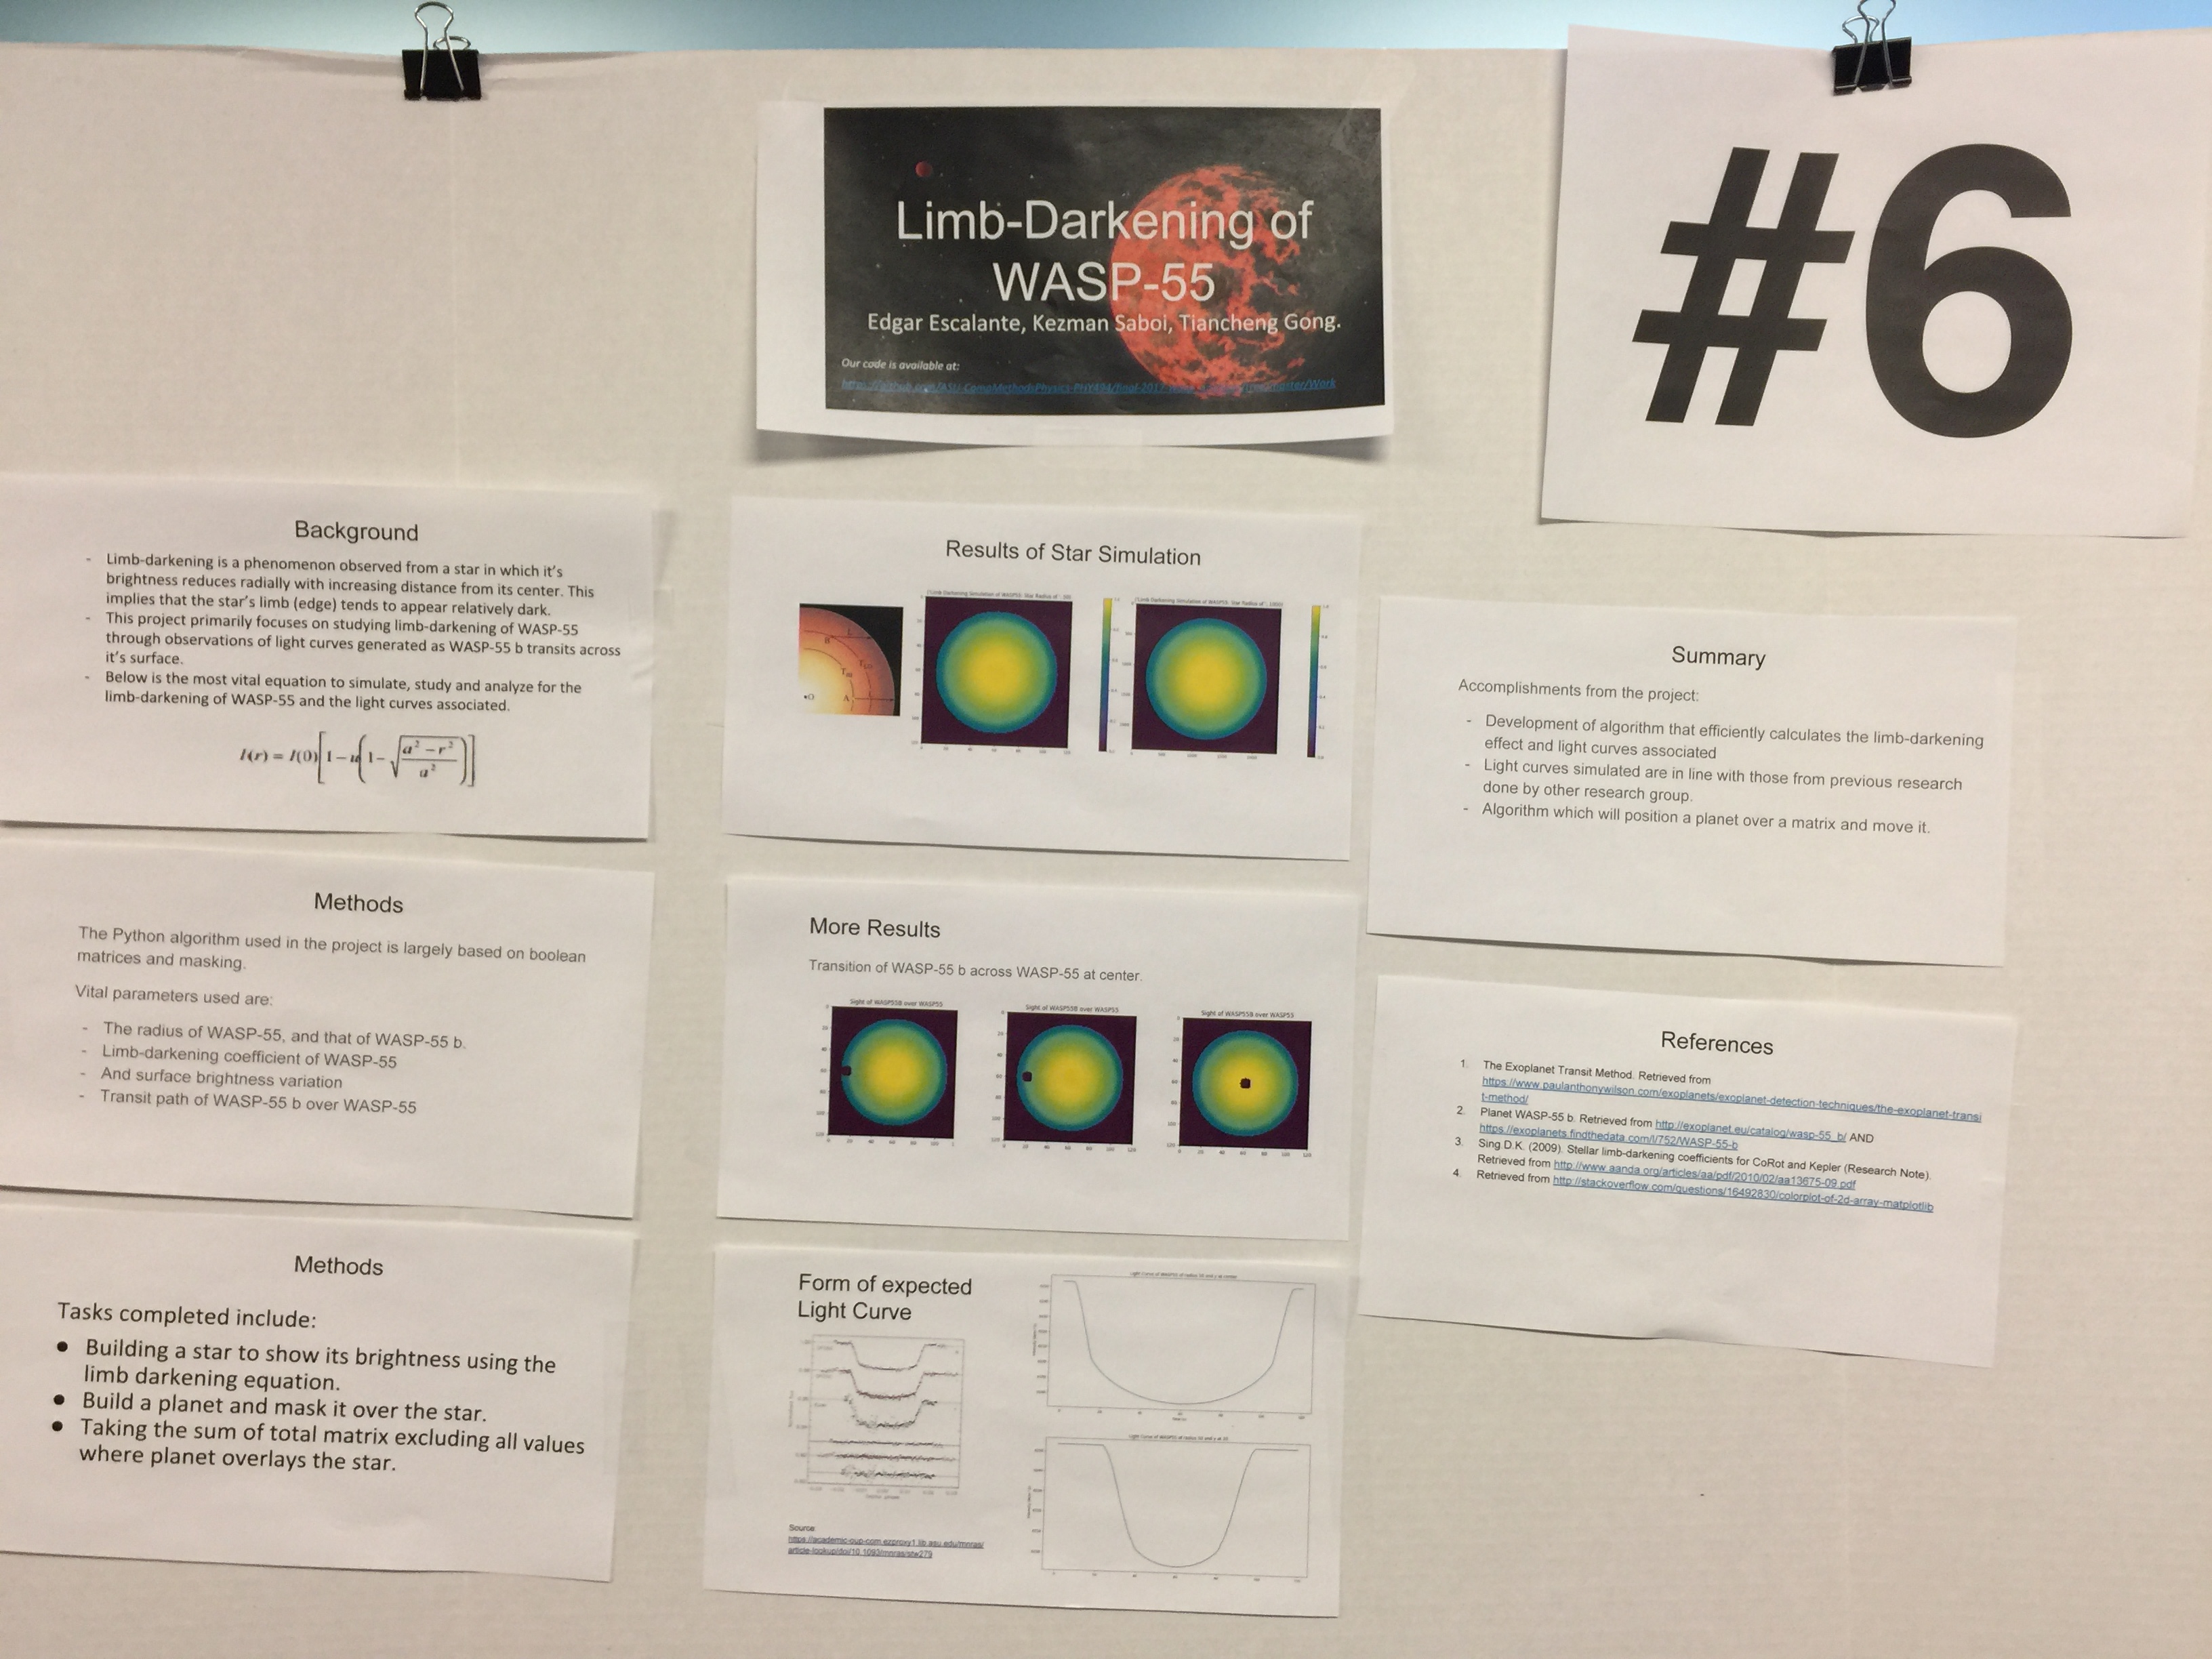 #6
Limb-Darkening of
WASP-55
Edgar Escalante, Kezman Saboi, Tiancheng Gong.
Our code is available at:
Background
- Limb-darkening is a phenomenon observed from a star in which it's
brightness reduces radially with increasing distance from its center. This
implies that the star's limb (edge) tends to appear relatively dark.
- This project primarily focuses on studying limb-darkening of WASP-55
through observations of light curves generated as WASP-55 b transits across
it's surface.
- Below is the most vital equation to simulate, study and analyze for the
limb-darkening of WASP-55 and the light curves associated.
I(r) = I(0)[1-u(1-√((a²-r²)/a²))]
Methods
The Python algorithm used in the project is largely based on boolean
matrices and masking.
Vital parameters used are:
- The radius of WASP-55, and that of WASP-55 b.
- Limb-darkening coefficient of WASP-55
- And surface brightness variation
- Transit path of WASP-55 b over WASP-55
Methods
Tasks completed include:
● Building a star to show its brightness using the
limb darkening equation.
● Build a planet and mask it over the star.
● Taking the sum of total matrix excluding all values
where planet overlays the star.
Results of Star Simulation
More Results
Transition of WASP-55 b across WASP-55 at center.
Sight of WASP55B over WASP55
Sight of WASP55B over WASP55
Sight of WASP55B over WASP55
Form of expected
Light Curve
Source:
https://academic-oup-com.ezproxy1.lib.asu.edu/mnras/
article-lookup/doi/10.1093/mnras/stw279
Summary
Accomplishments from the project:
- Development of algorithm that efficiently calculates the limb-darkening
effect and light curves associated
- Light curves simulated are in line with those from previous research
done by other research group.
- Algorithm which will position a planet over a matrix and move it.
References
1. The Exoplanet Transit Method. Retrieved from
https://www.paulanthonywilson.com/exoplanets/exoplanet-detection-techniques/the-exoplanet-transi
t-method/
2. Planet WASP-55 b. Retrieved from http://exoplanet.eu/catalog/wasp-55_b/ AND
https://exoplanets.findthedata.com/l/752/WASP-55-b
3. Sing D.K. (2009). Stellar limb-darkening coefficients for CoRot and Kepler (Research Note).
Retrieved from http://www.aanda.org/articles/aa/pdf/2010/02/aa13675-09.pdf
4. Retrieved from http://stackoverflow.com/questions/16492830/colorplot-of-2d-array-matplotlib